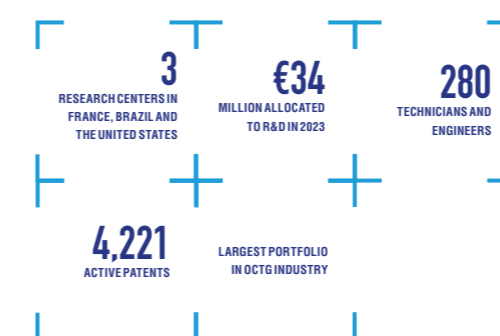 3
RESEARCH CENTERS IN
FRANCE, BRAZIL AND
THE UNITED STATES
€34
MILLION ALLOCATED
TO R&D IN 2023
280
TECHNICIANS AND
ENGINEERS
4,221
ACTIVE PATENTS
LARGEST PORTFOLIO
IN OCTG INDUSTRY